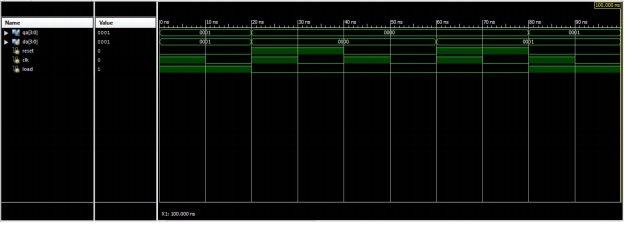 100.000 ns
Name Value 0 ns 10 ns 20 ns 30 ns 40 ns 50 ns 60 ns 70 ns 80 ns 90 ns
qa[3:0] 0001 0001 0000 0001
da[3:0] 0001 0001 0000 0001
reset 0
clk 0
load 1
X1: 100.000 ns